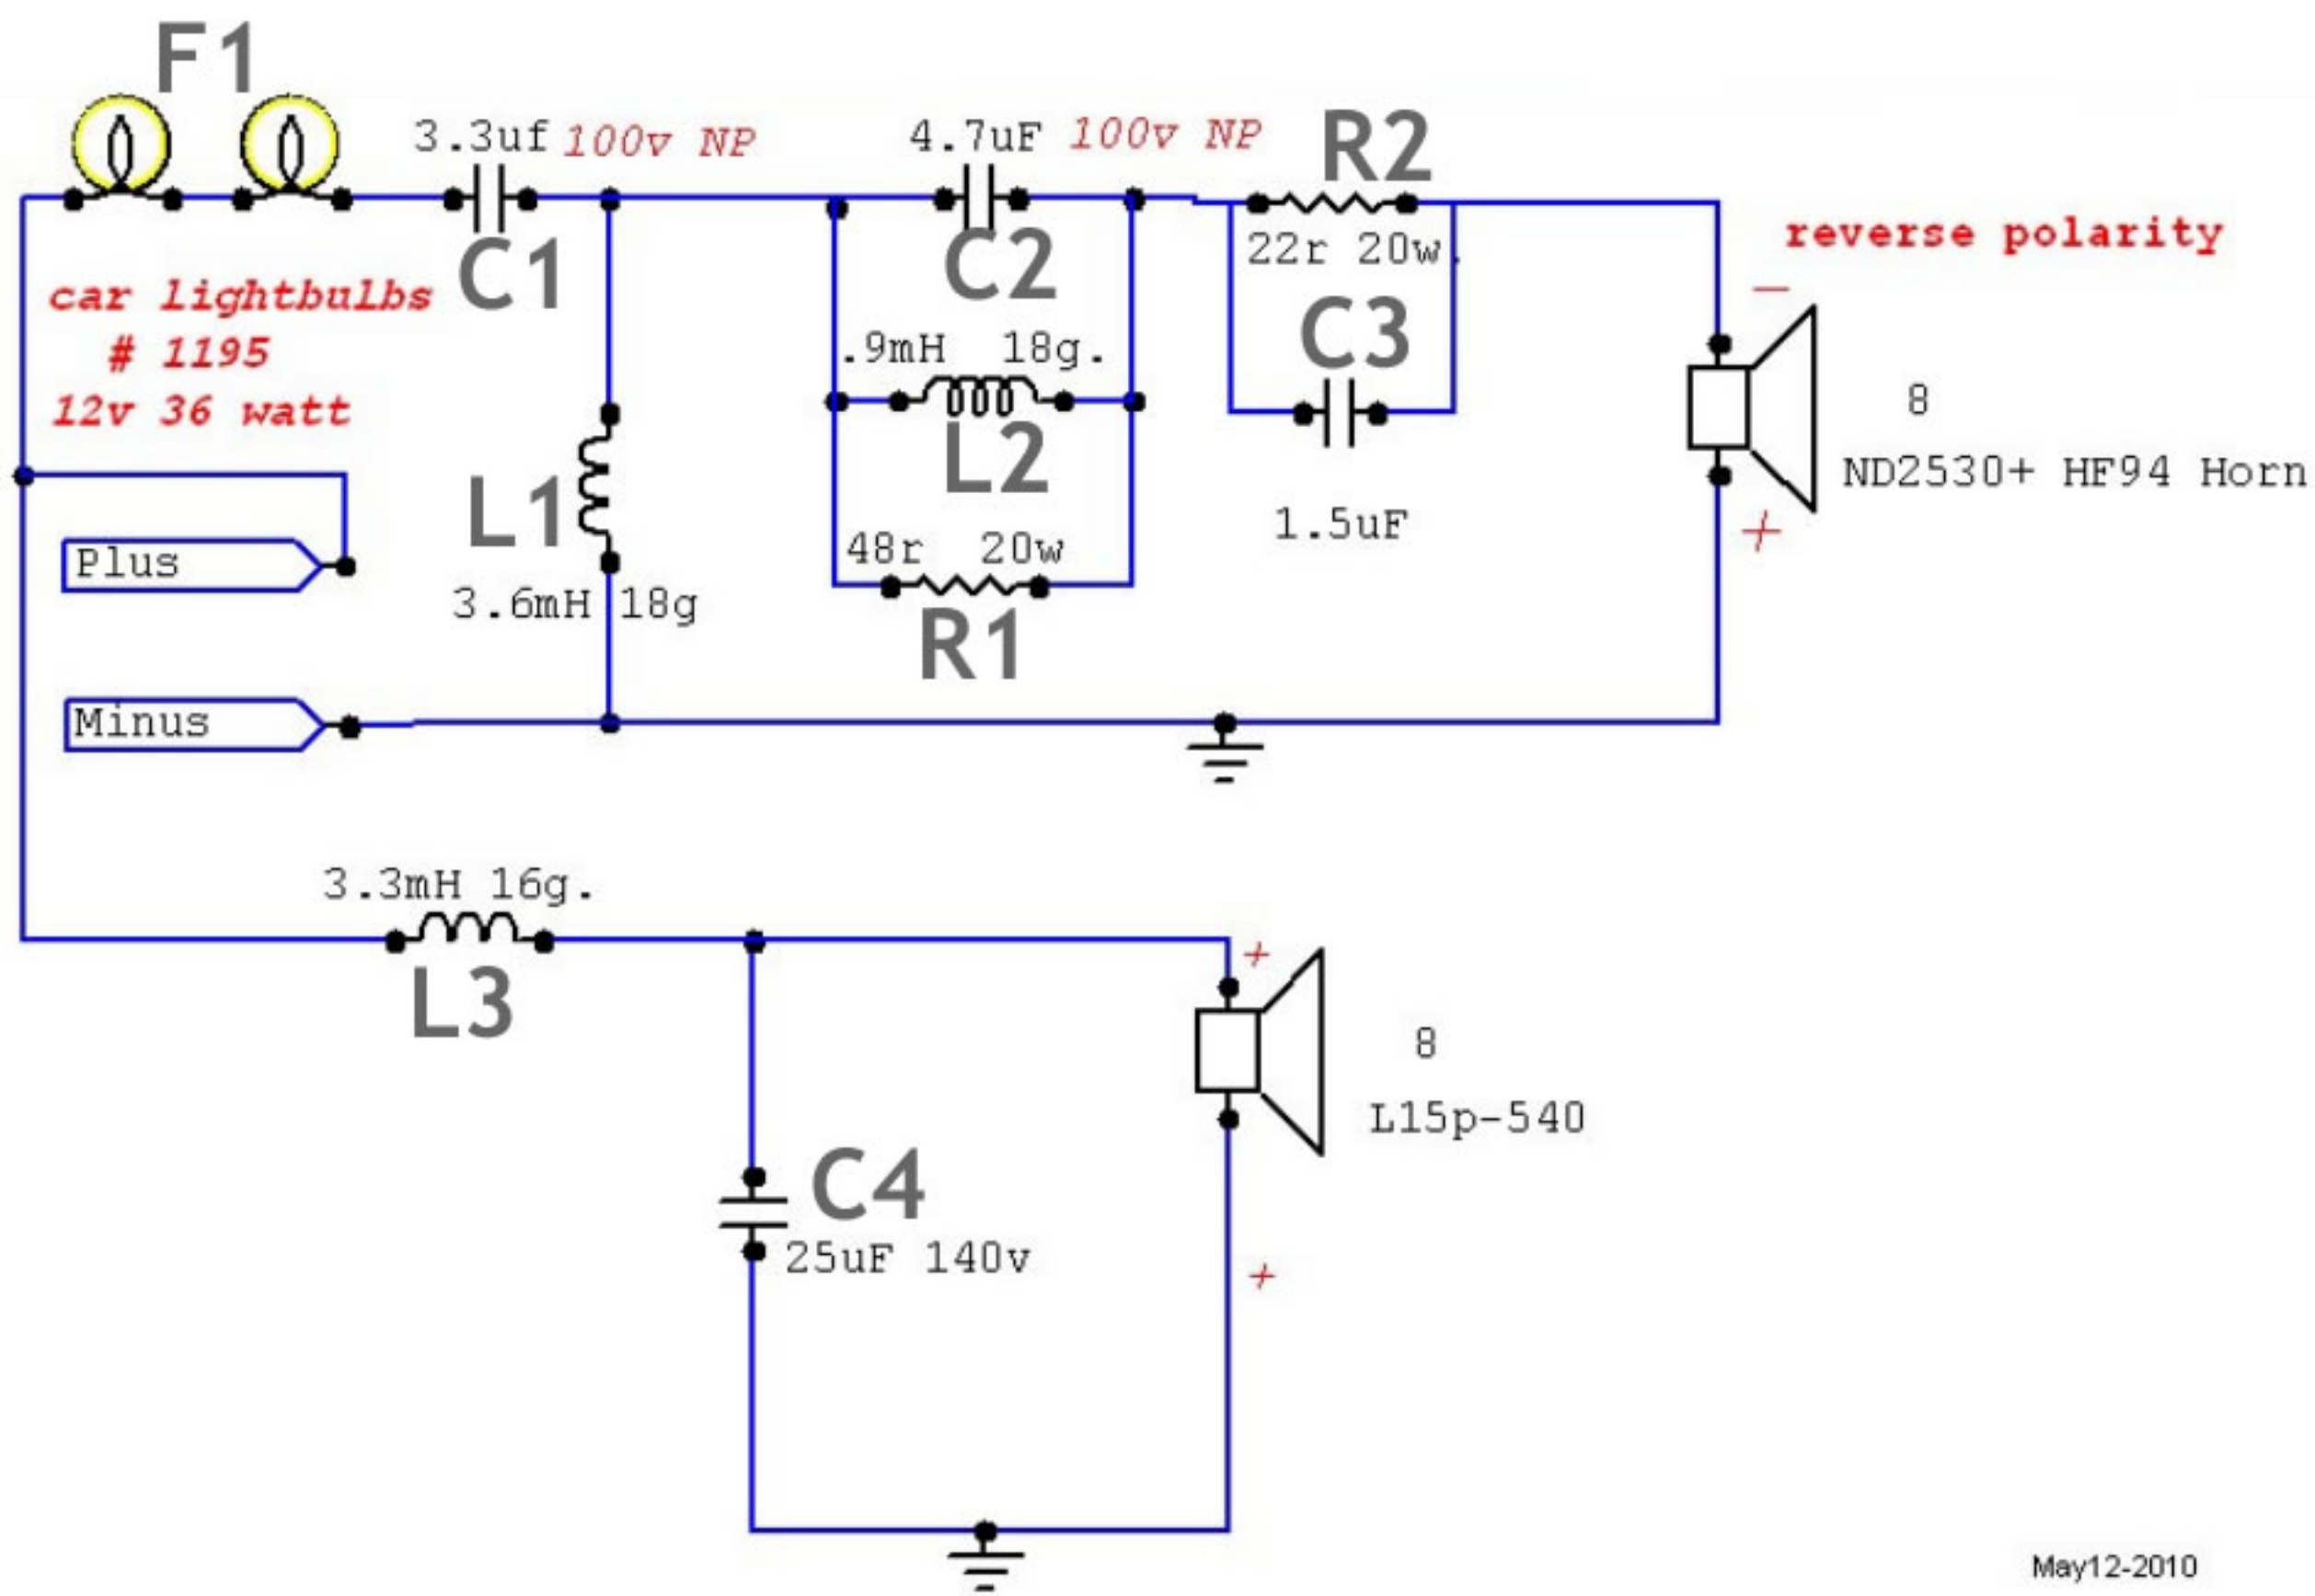 F1
3.3uf 100v NP
4.7uF 100v NP
R2
reverse polarity
C1
C2
22r 20w
car lightbulbs
# 1195
12v 36 watt
C3
−
.9mH 18g.
8
L2
ND2530+ HF94 Horn
L1
1.5uF
+
Plus
48r 20w
3.6mH 18g
R1
Minus
3.3mH 16g.
+
L3
8
L15p-540
C4
25uF 140v
+
May12-2010